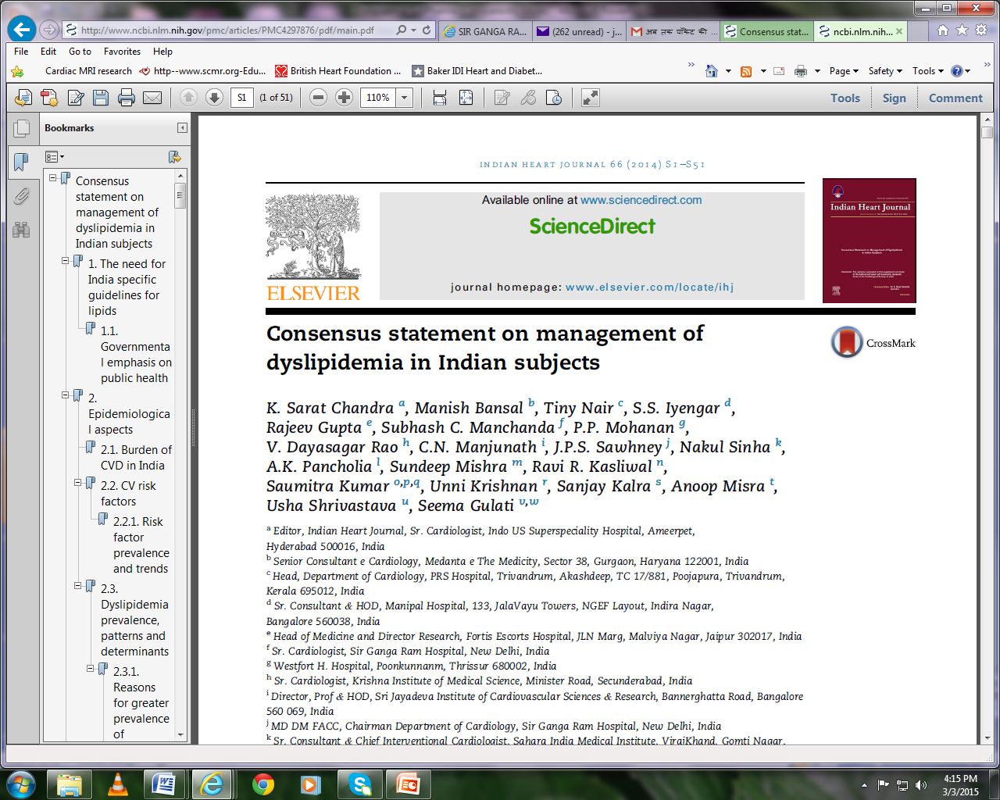 http://www.ncbi.nlm.nih.gov/pmc/articles/PMC4297876/pdf/main.pdf
SIR GANGA RA...
(262 unread) - j...
अब तक पॉकेट की ...
Consensus stat...
ncbi.nlm.nih...
File Edit Go to Favorites Help
Cardiac MRI research
http--www.scmr.org-Edu...
British Heart Foundation ...
Baker IDI Heart and Diabet...
Page Safety Tools
S1 (1 of 51) 110%
Tools Sign Comment
Bookmarks
Consensus
statement on
management of
dyslipidemia in
Indian subjects
1. The need for
India specific
guidelines for
lipids
1.1.
Governmenta
l emphasis on
public health
2.
Epidemiologica
l aspects
2.1. Burden of
CVD in India
2.2. CV risk
factors
2.2.1. Risk
factor
prevalence
and trends
2.3.
Dyslipidemia
prevalence,
patterns and
determinants
2.3.1.
Reasons
for greater
prevalence
of
INDIAN HEART JOURNAL 66 (2014) S1–S51
ELSEVIER
Available online at www.sciencedirect.com
ScienceDirect
journal homepage: www.elsevier.com/locate/ihj
Indian Heart Journal
Consensus Statement on Management of Dyslipidemia
in Indian Subjects
Consensus statement on management of
dyslipidemia in Indian subjects
CrossMark
K. Sarat Chandra a, Manish Bansal b, Tiny Nair c, S.S. Iyengar d,
Rajeev Gupta e, Subhash C. Manchanda f, P.P. Mohanan g,
V. Dayasagar Rao h, C.N. Manjunath i, J.P.S. Sawhney j, Nakul Sinha k,
A.K. Pancholia l, Sundeep Mishra m, Ravi R. Kasliwal n,
Saumitra Kumar o,p,q, Unni Krishnan r, Sanjay Kalra s, Anoop Misra t,
Usha Shrivastava u, Seema Gulati v,w
a Editor, Indian Heart Journal, Sr. Cardiologist, Indo US Superspeciality Hospital, Ameerpet,
Hyderabad 500016, India
b Senior Consultant e Cardiology, Medanta e The Medicity, Sector 38, Gurgaon, Haryana 122001, India
c Head, Department of Cardiology, PRS Hospital, Trivandrum, Akashdeep, TC 17/881, Poojapura, Trivandrum,
Kerala 695012, India
d Sr. Consultant & HOD, Manipal Hospital, 133, JalaVayu Towers, NGEF Layout, Indira Nagar,
Bangalore 560038, India
e Head of Medicine and Director Research, Fortis Escorts Hospital, JLN Marg, Malviya Nagar, Jaipur 302017, India
f Sr. Cardiologist, Sir Ganga Ram Hospital, New Delhi, India
g Westfort H. Hospital, Poonkunnanm, Thrissur 680002, India
h Sr. Cardiologist, Krishna Institute of Medical Science, Minister Road, Secunderabad, India
i Director, Prof & HOD, Sri Jayadeva Institute of Cardiovascular Sciences & Research, Bannerghatta Road, Bangalore
560 069, India
j MD DM FACC, Chairman Department of Cardiology, Sir Ganga Ram Hospital, New Delhi, India
k Sr. Consultant & Chief Interventional Cardiologist, Sahara India Medical Institute, VirajKhand, Gomti Nagar,
4:15 PM
3/3/2015